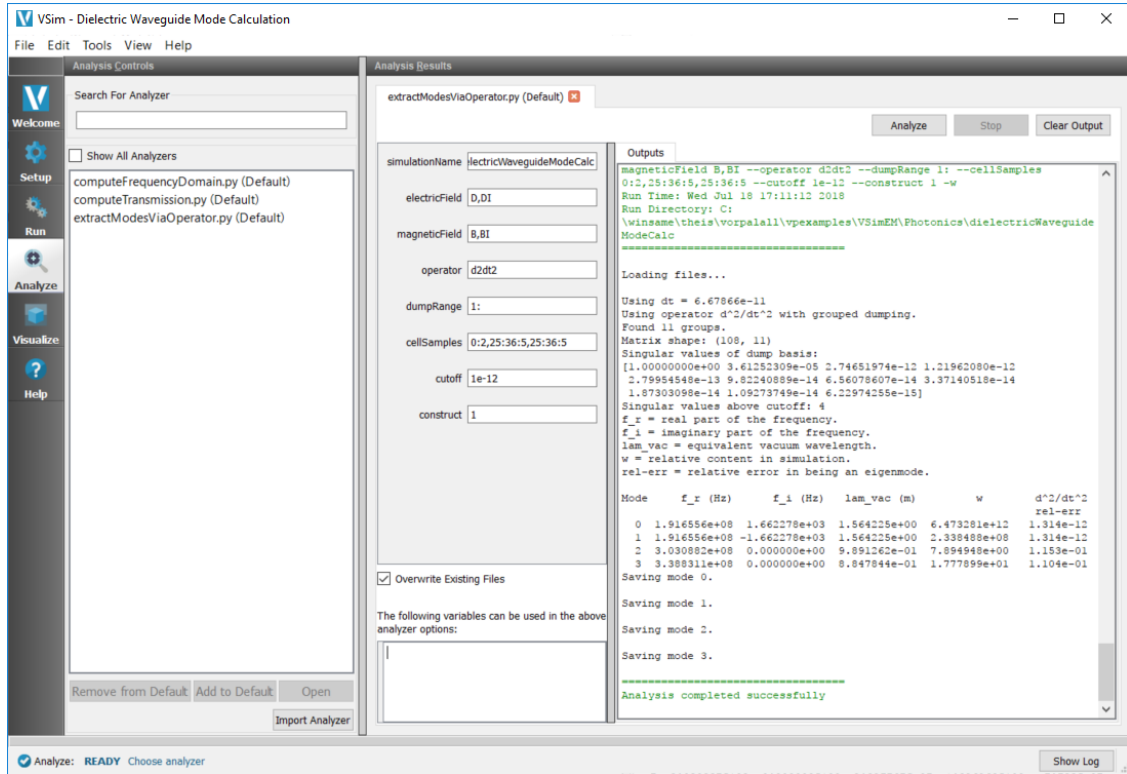 VSim - Dielectric Waveguide Mode Calculation
File Edit Tools View Help
Analysis Controls
Search For Analyzer
Show All Analyzers
computeFrequencyDomain.py (Default)
computeTransmission.py (Default)
extractModesViaOperator.py (Default)
Remove from Default Add to Default Open
Import Analyzer
Welcome
Setup
Run
Analyze
Visualize
Help
Analysis Results
extractModesViaOperator.py (Default)
Analyze Stop Clear Output
simulationName electricWaveguideModeCalc
electricField D,DI
magneticField B,BI
operator d2dt2
dumpRange 1:
cellSamples 0:2,25:36:5,25:36:5
cutoff 1e-12
construct 1
Overwrite Existing Files
The following variables can be used in the above
analyzer options:
Outputs
magneticField B,BI --operator d2dt2 --dumpRange 1: --cellSamples
0:2,25:36:5,25:36:5 --cutoff 1e-12 --construct 1 -w
Run Time: Wed Jul 18 17:11:12 2018
Run Directory: C:
\winsame\theis\vorpalall\vpexamples\VSimEM\Photonics\dielectricWaveguide
ModeCalc
==================================
Loading files...
Using dt = 6.67866e-11
Using operator d^2/dt^2 with grouped dumping.
Found 11 groups.
Matrix shape: (108, 11)
Singular values of dump basis:
[1.00000000e+00 3.61252309e-05 2.74651974e-12 1.21962080e-12
2.79954548e-13 9.82240889e-14 6.56078607e-14 3.37140518e-14
1.87303098e-14 1.09273749e-14 6.22974255e-15]
Singular values above cutoff: 4
f_r = real part of the frequency.
f_i = imaginary part of the frequency.
lam_vac = equivalent vacuum wavelength.
w = relative content in simulation.
rel-err = relative error in being an eigenmode.
Mode f_r (Hz) f_i (Hz) lam_vac (m) w d^2/dt^2
rel-err
0 1.916556e+08 1.662278e+03 1.564225e+00 6.473281e+12 1.314e-12
1 1.916556e+08 -1.662278e+03 1.564225e+00 2.338488e+08 1.314e-12
2 3.030882e+08 0.000000e+00 9.891262e-01 7.894948e+00 1.153e-01
3 3.388311e+08 0.000000e+00 8.847844e-01 1.777899e+01 1.104e-01
Saving mode 0.
Saving mode 1.
Saving mode 2.
Saving mode 3.
==================================
Analysis completed successfully
Analyze: READY Choose analyzer
Show Log